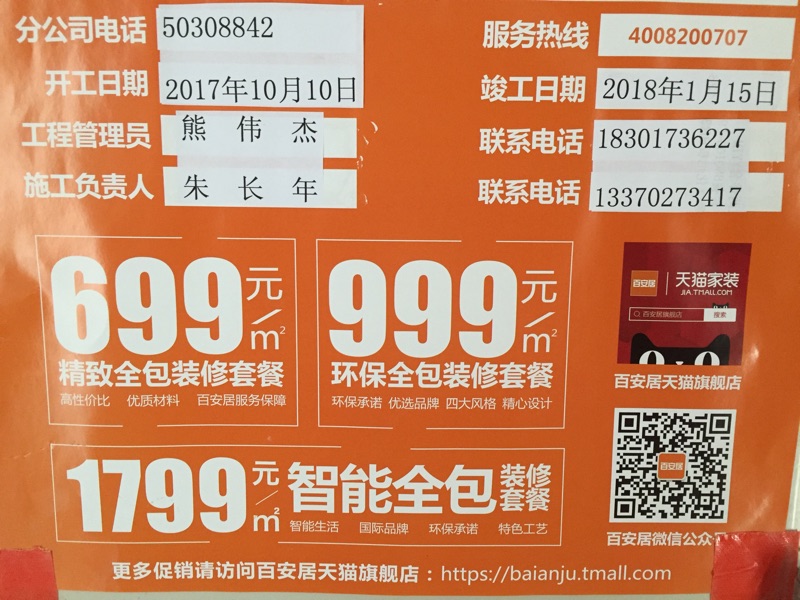 分公司电话 50308842 服务热线 4008200707
开工日期 2017年10月10日 竣工日期 2018年1月15日
工程管理员 熊伟杰 联系电话 18301736227
施工负责人 朱长年 联系电话 13370273417
699元/m²
精致全包装修套餐
高性价比 优质材料 百安居服务保障
999元/m²
环保全包装修套餐
环保承诺 优选品牌 四大风格 精心设计
百安居 天猫家装
JIA.TMALL.COM
百安居旗舰店 搜索
百安居天猫旗舰店
1799元/m² 智能全包装修套餐
智能生活 国际品牌 环保承诺 特色工艺
百安居
百安居微信公众
更多促销请访问百安居天猫旗舰店：https://baianju.tmall.com